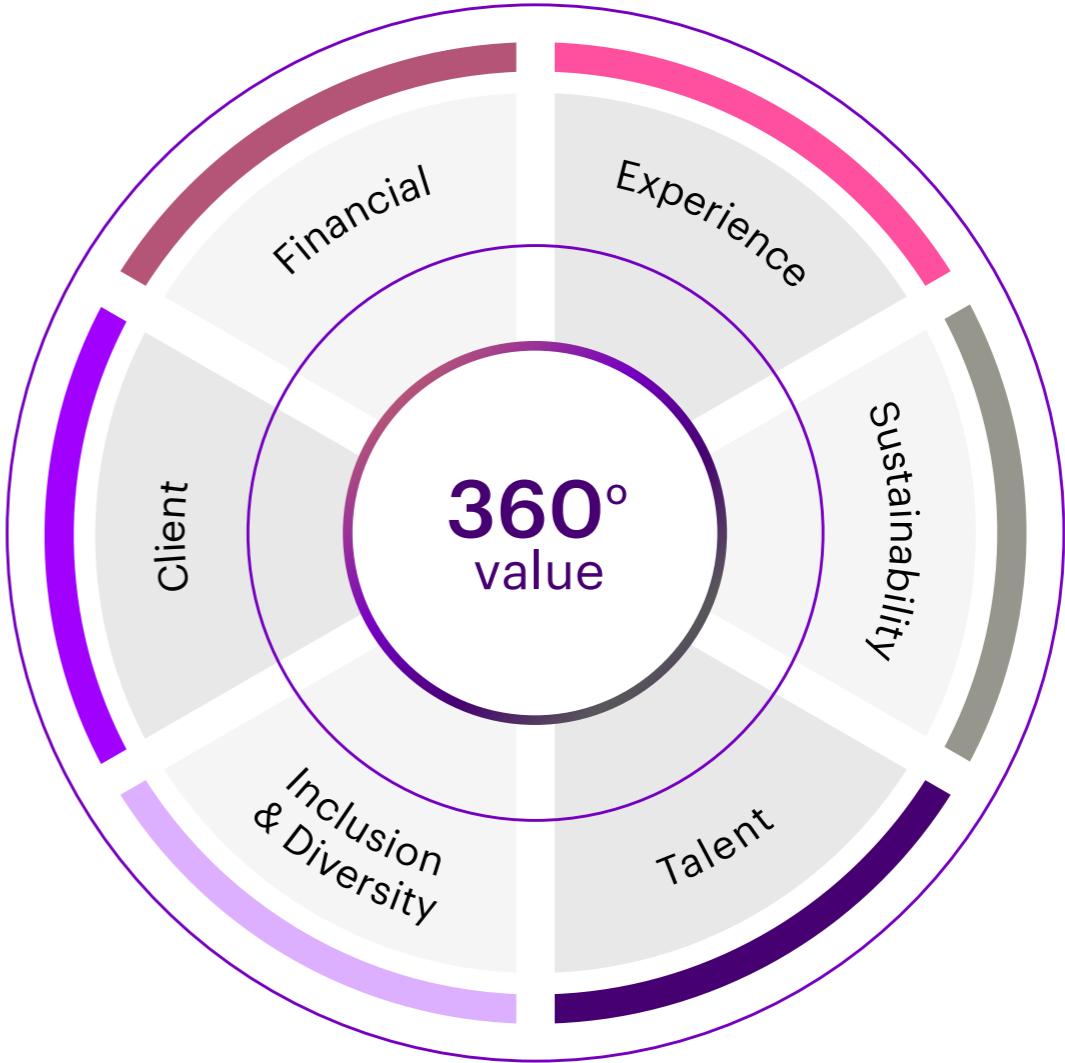 Financial
Experience
Sustainability
Talent
Inclusion
& Diversity
Client
360°
value